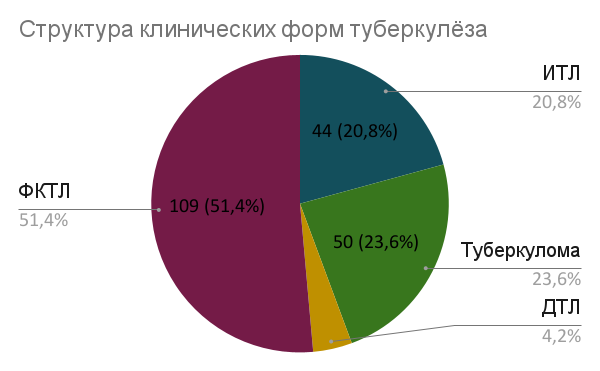 Структура клинических форм туберкулёза
ИТЛ
20,8%
44 (20,8%)
ФКТЛ
51,4%
109 (51,4%)
50 (23,6%)
Туберкулома
23,6%
ДТЛ
4,2%